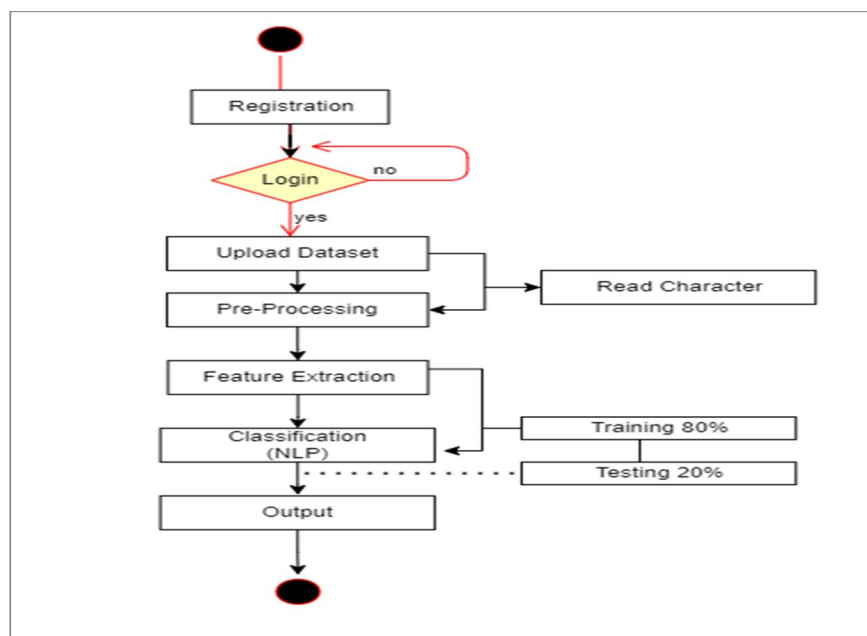 Registration
Login
no
yes
Upload Dataset
Read Character
Pre-Processing
Feature Extraction
Training 80%
Classification
(NLP)
Testing 20%
Output